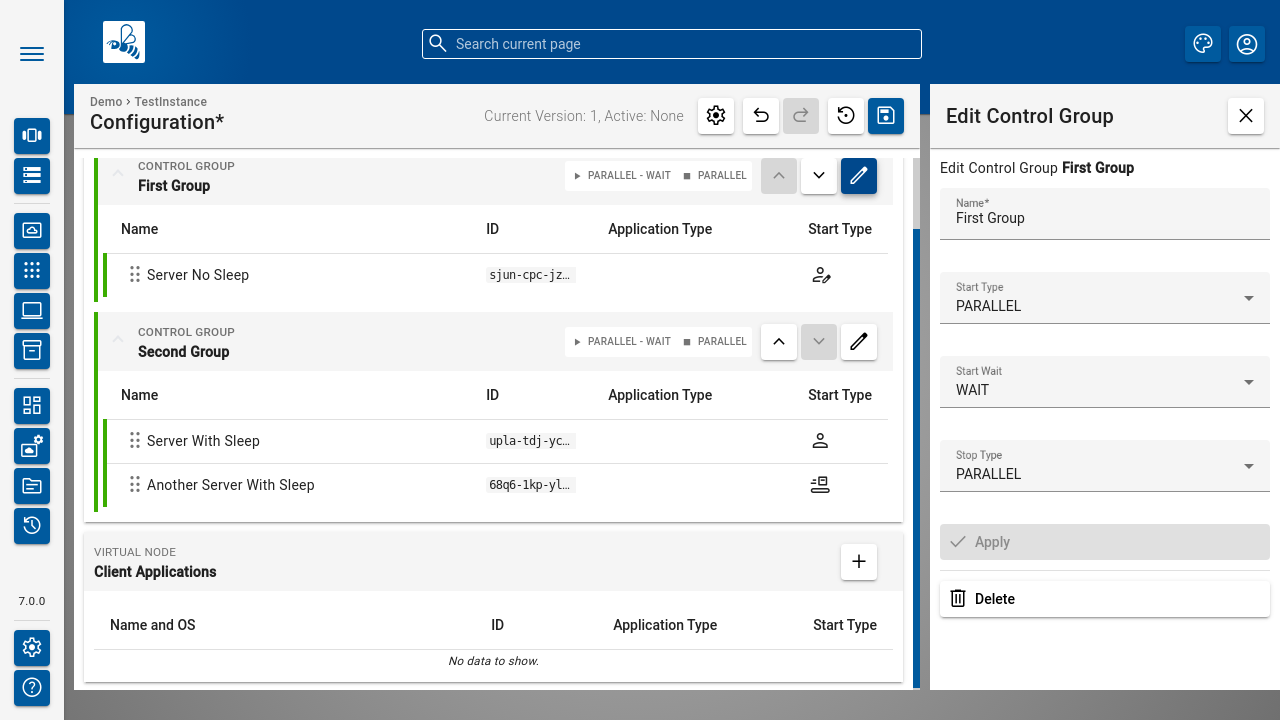 Search current page
Demo › TestInstance
Configuration*
Current Version: 1, Active: None
CONTROL GROUP
First Group
PARALLEL - WAIT
PARALLEL
Name
ID
Application Type
Start Type
Server No Sleep
sjun-cpc-jz…
CONTROL GROUP
Second Group
PARALLEL - WAIT
PARALLEL
Name
ID
Application Type
Start Type
Server With Sleep
upla-tdj-yc…
Another Server With Sleep
68q6-1kp-yl…
VIRTUAL NODE
Client Applications
Name and OS
ID
Application Type
Start Type
No data to show.
Edit Control Group
Edit Control Group First Group
Name*
First Group
Start Type
PARALLEL
Start Wait
WAIT
Stop Type
PARALLEL
Apply
Delete
7.0.0